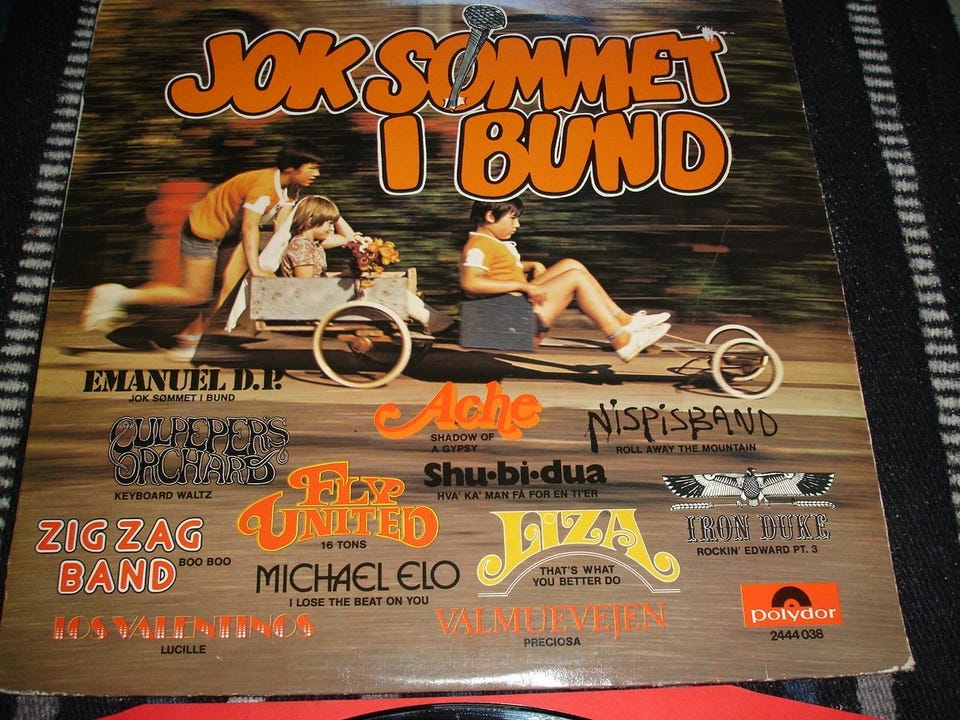 JOK SØMMET
I BUND
EMANUEL D.P.
JOK SØMMET I BUND
Ache
SHADOW OF
A GYPSY
NISPISBAND
ROLL AWAY THE MOUNTAIN
CULPEPER'S
ORCHARD
KEYBOARD WALTZ
Shu•bi•dua
HVA' KA' MAN FÅ FOR EN TI'ER
FLY
UNITED
16 TONS
IRON DUKE
ROCKIN' EDWARD PT. 3
ZIG ZAG
BAND
BOO BOO
LIZA
THAT'S WHAT
YOU BETTER DO
MICHAEL ELO
I LOSE THE BEAT ON YOU
LOS VALENTINOS
LUCILLE
VALMUEVEJEN
PRECIOSA
polydor
2444 038